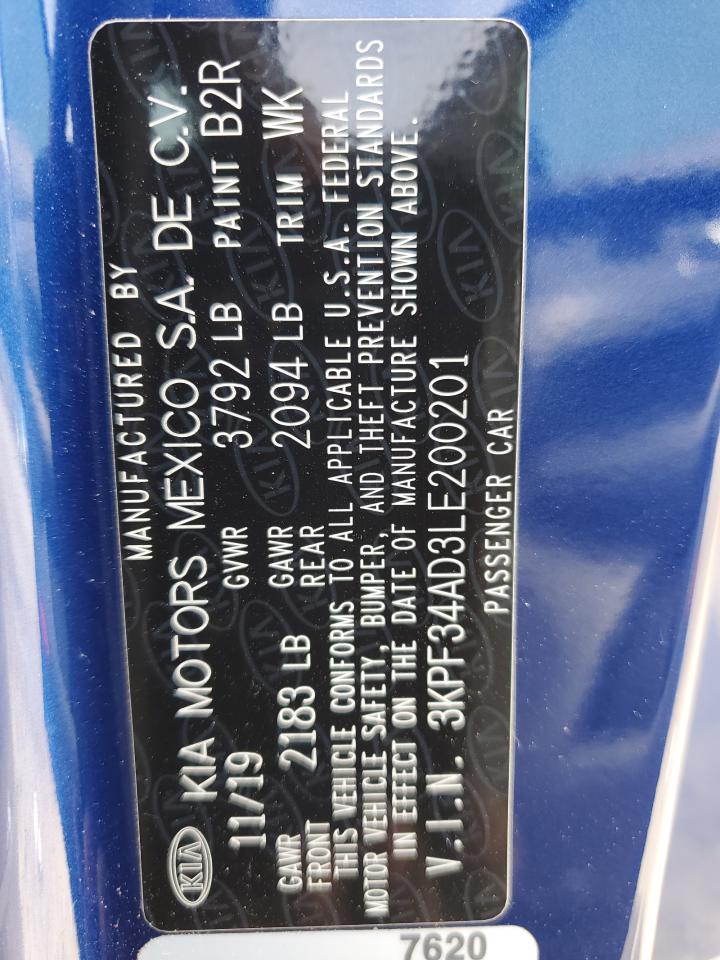 MANUFACTURED BY
KIA KIA MOTORS MEXICO S.A. DE C.V.
11/19 GVWR 3792 LB PAINT B2R
GAWR FRONT 2183 LB GAWR REAR 2094 LB TRIM WK
THIS VEHICLE CONFORMS TO ALL APPLICABLE U.S.A. FEDERAL
MOTOR VEHICLE SAFETY, BUMPER, AND THEFT PREVENTION STANDARDS
IN EFFECT ON THE DATE OF MANUFACTURE SHOWN ABOVE.
V.I.N. 3KPF34AD3LE200201
PASSENGER CAR
7620